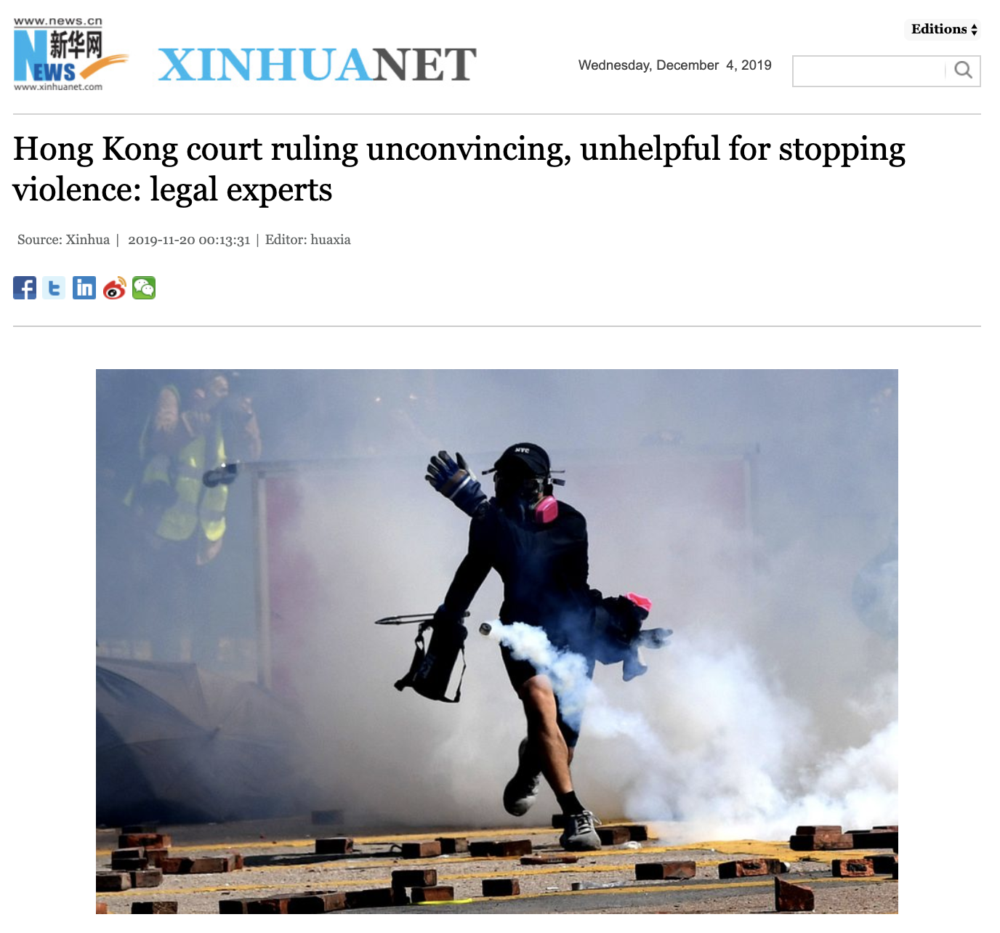 www.news.cn
新华网
NEWS
www.xinhuanet.com
XINHUANET
Wednesday, December 4, 2019
Editions
Hong Kong court ruling unconvincing, unhelpful for stopping
violence: legal experts
Source: Xinhua | 2019-11-20 00:13:31 | Editor: huaxia
NYC